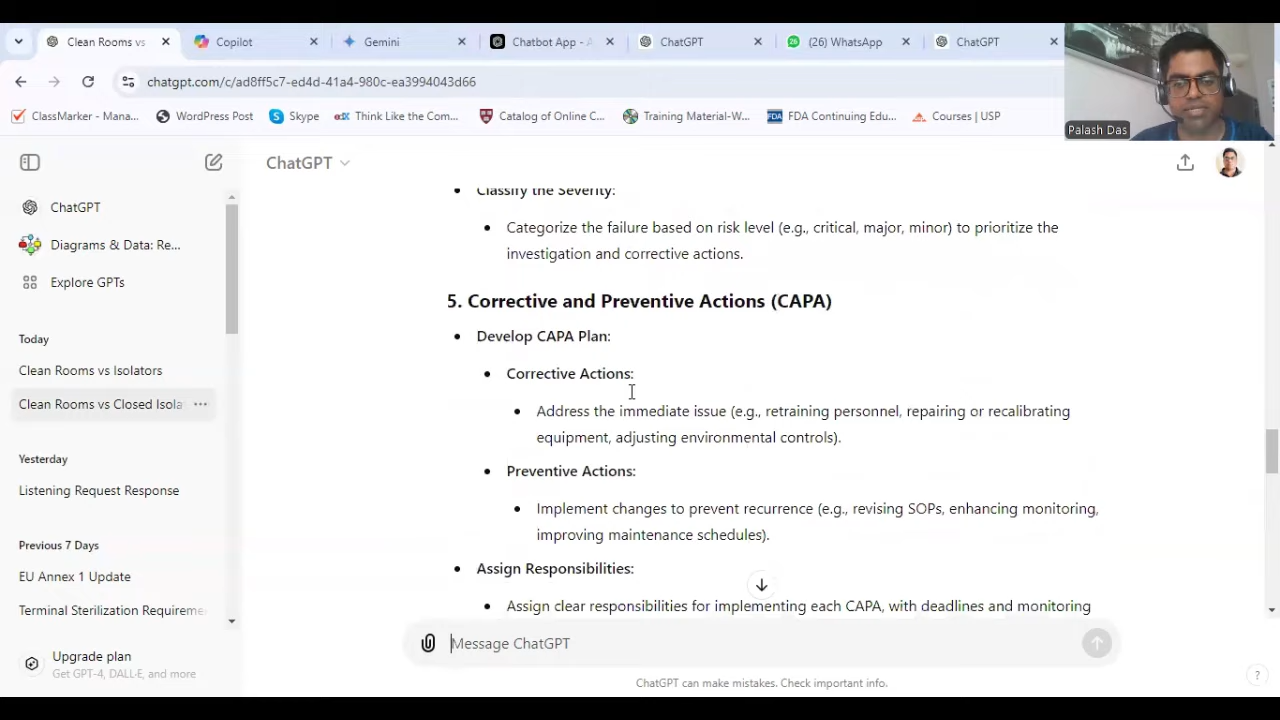 Clean Rooms vs
Copilot
Gemini
Chatbot App - A
ChatGPT
(26) WhatsApp
ChatGPT
chatgpt.com/c/ad8ff5c7-ed4d-41a4-980c-ea3994043d66
ClassMarker - Mana...
WordPress Post
Skype
edX
Think Like the Com...
Catalog of Online C...
Training Material-W...
FDA
FDA Continuing Edu...
Courses | USP
Palash Das
ChatGPT
ChatGPT
Diagrams & Data: Re...
Explore GPTs
Today
Clean Rooms vs Isolators
Clean Rooms vs Closed Isola
Yesterday
Listening Request Response
Previous 7 Days
EU Annex 1 Update
Terminal Sterilization Requireme
Upgrade plan
Get GPT-4, DALL·E, and more
• Classify the Severity:
• Categorize the failure based on risk level (e.g., critical, major, minor) to prioritize the
investigation and corrective actions.
5. Corrective and Preventive Actions (CAPA)
• Develop CAPA Plan:
• Corrective Actions:
• Address the immediate issue (e.g., retraining personnel, repairing or recalibrating
equipment, adjusting environmental controls).
• Preventive Actions:
• Implement changes to prevent recurrence (e.g., revising SOPs, enhancing monitoring,
improving maintenance schedules).
• Assign Responsibilities:
• Assign clear responsibilities for implementing each CAPA, with deadlines and monitoring
Message ChatGPT
ChatGPT can make mistakes. Check important info.
?